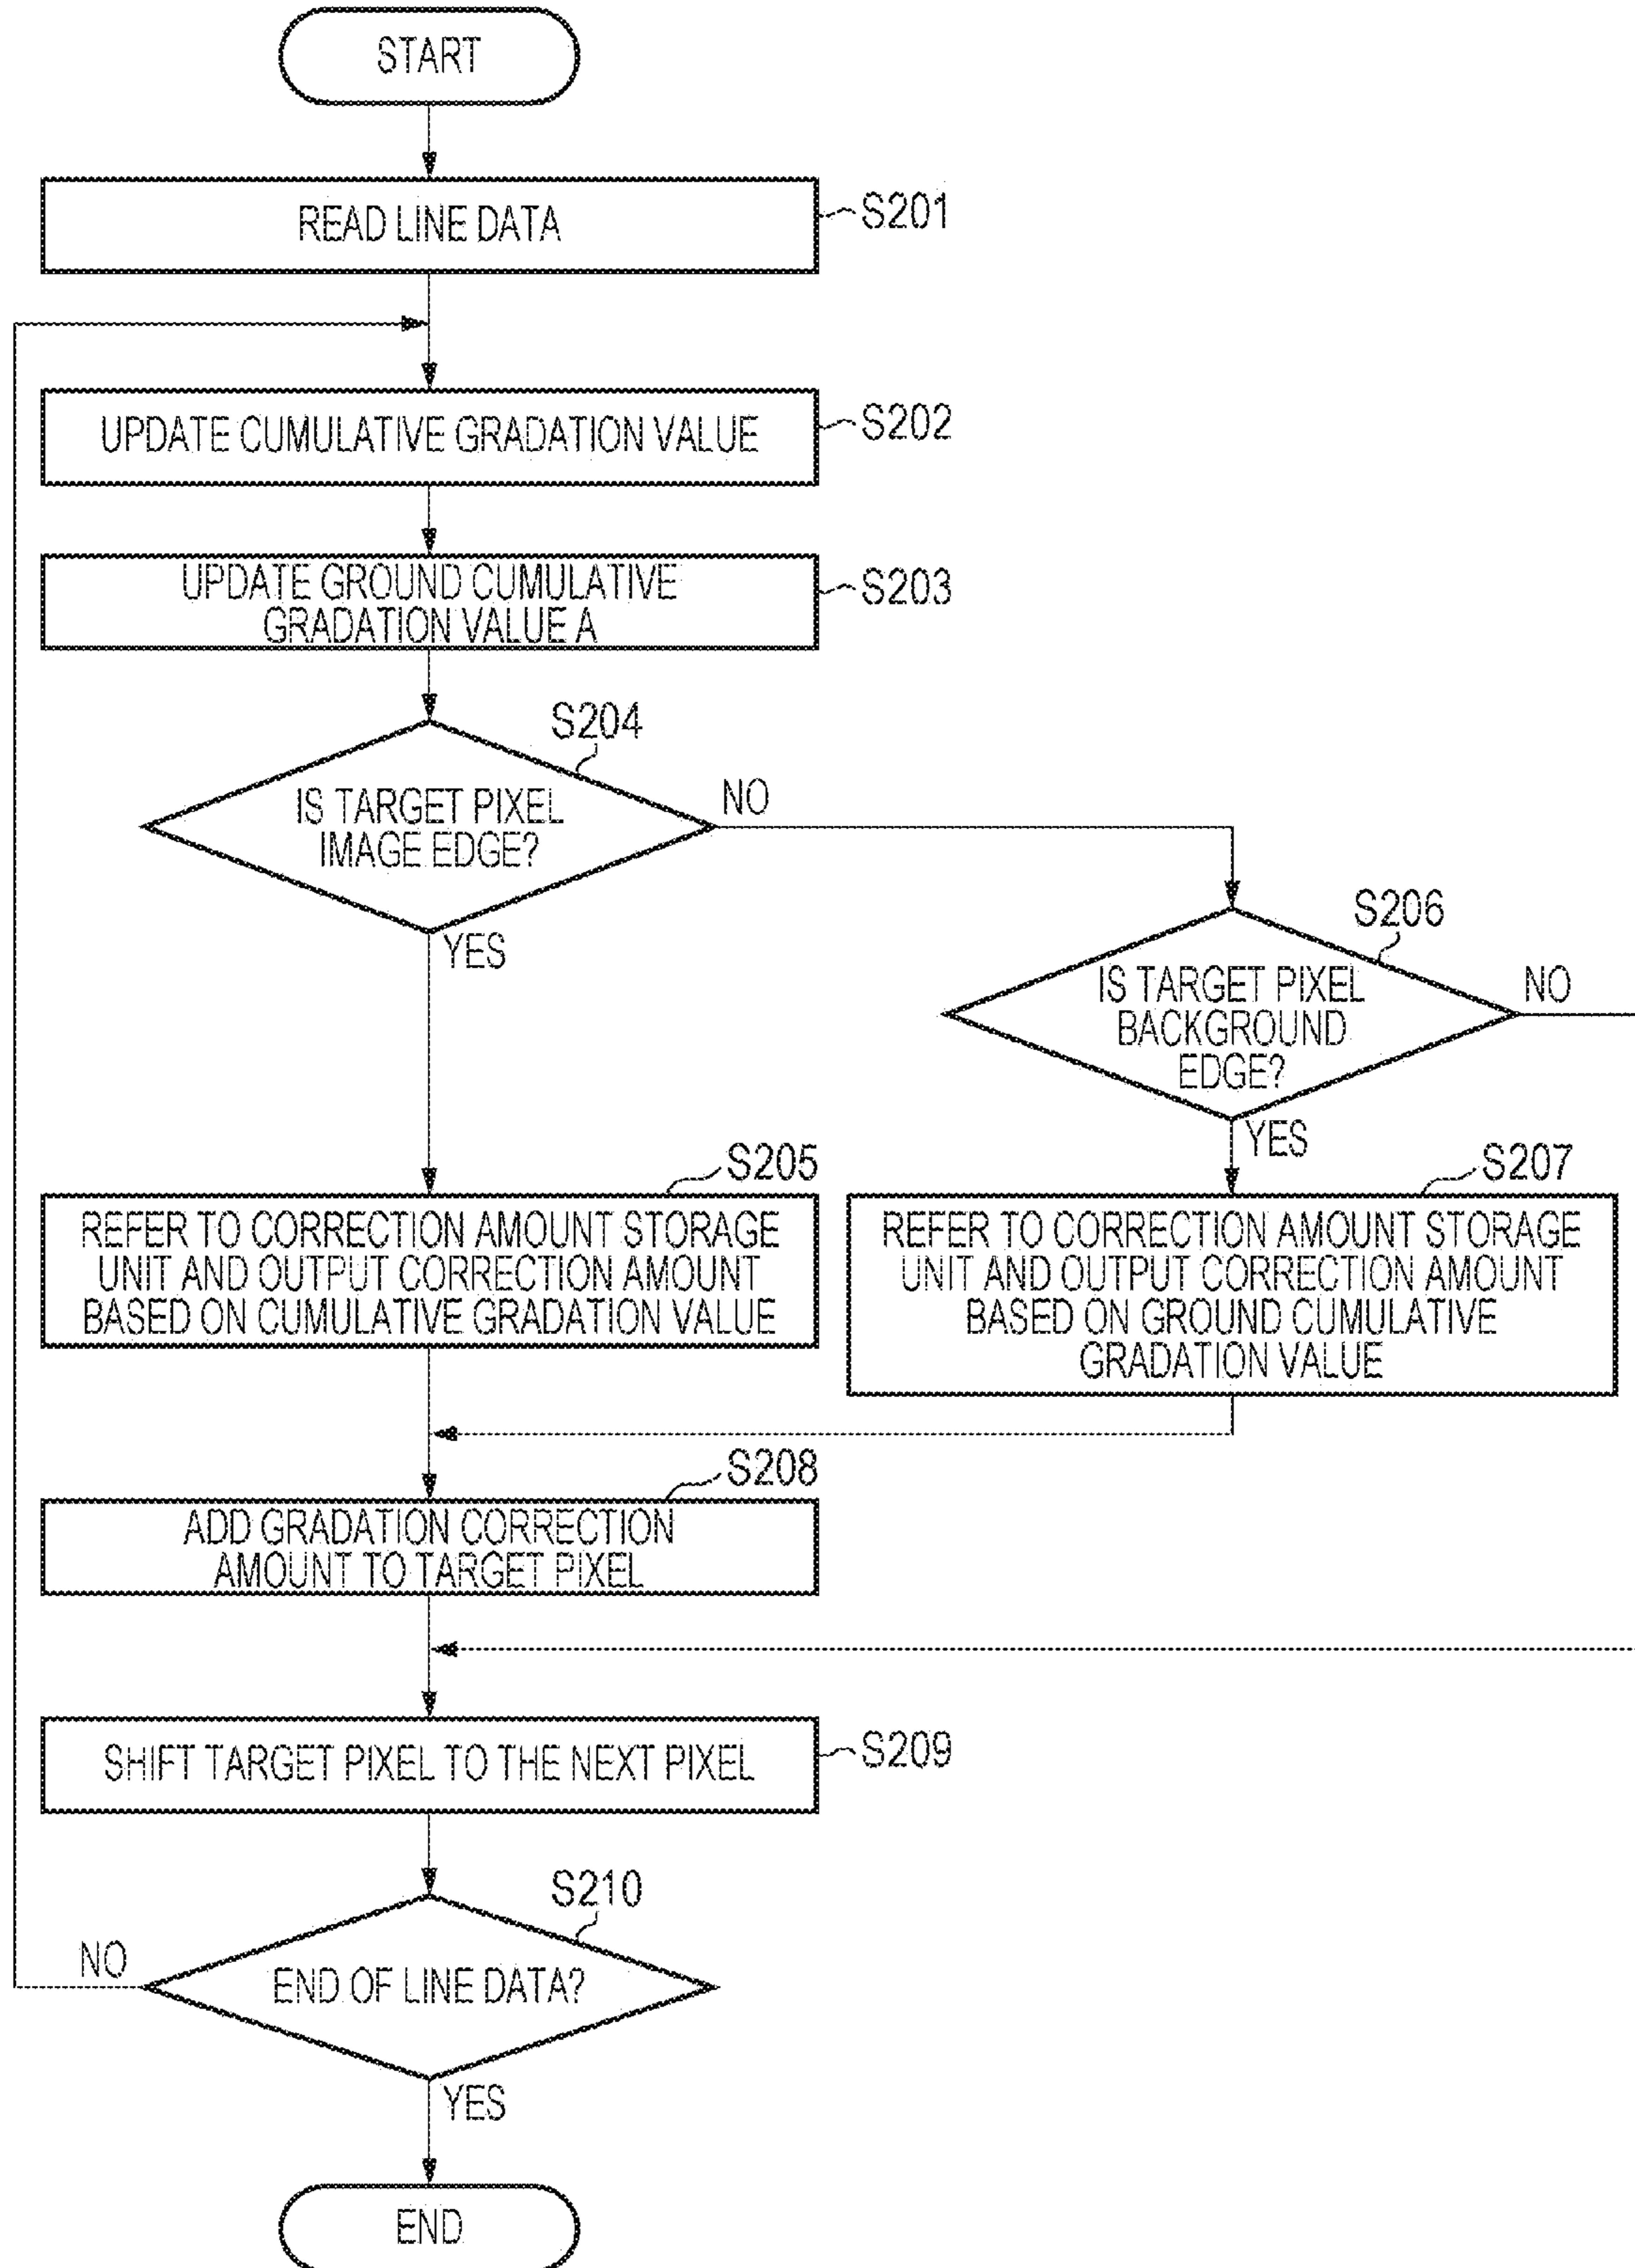 START
READ LINE DATA
S201
UPDATE CUMULATIVE GRADATION VALUE
S202
UPDATE GROUND CUMULATIVE
GRADATION VALUE A
S203
S204
IS TARGET PIXEL
IMAGE EDGE?
NO
YES
S206
IS TARGET PIXEL
BACKGROUND
EDGE?
NO
YES
S205
REFER TO CORRECTION AMOUNT STORAGE
UNIT AND OUTPUT CORRECTION AMOUNT
BASED ON CUMULATIVE GRADATION VALUE
S207
REFER TO CORRECTION AMOUNT STORAGE
UNIT AND OUTPUT CORRECTION AMOUNT
BASED ON GROUND CUMULATIVE
GRADATION VALUE
S208
ADD GRADATION CORRECTION
AMOUNT TO TARGET PIXEL
SHIFT TARGET PIXEL TO THE NEXT PIXEL
S209
S210
END OF LINE DATA?
NO
YES
END